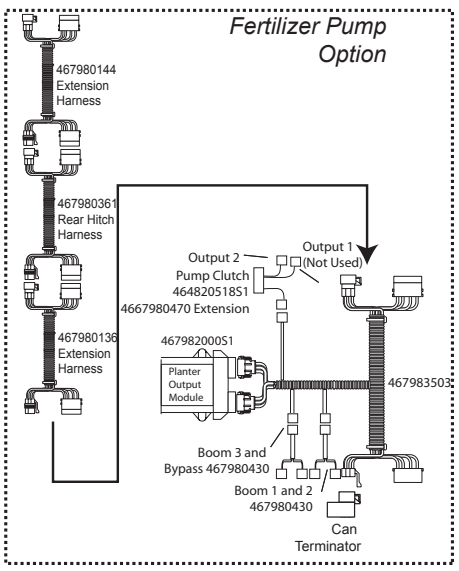 Fertilizer Pump
Option
467980144
Extension
Harness
467980361
Rear Hitch
Harness
467980136
Extension
Harness
Output 2
Output 1
(Not Used)
Pump Clutch
464820518S1
4667980470 Extension
467982000S1
Planter
Output
Module
467983503
Boom 3 and
Bypass 467980430
Boom 1 and 2
467980430
Can
Terminator